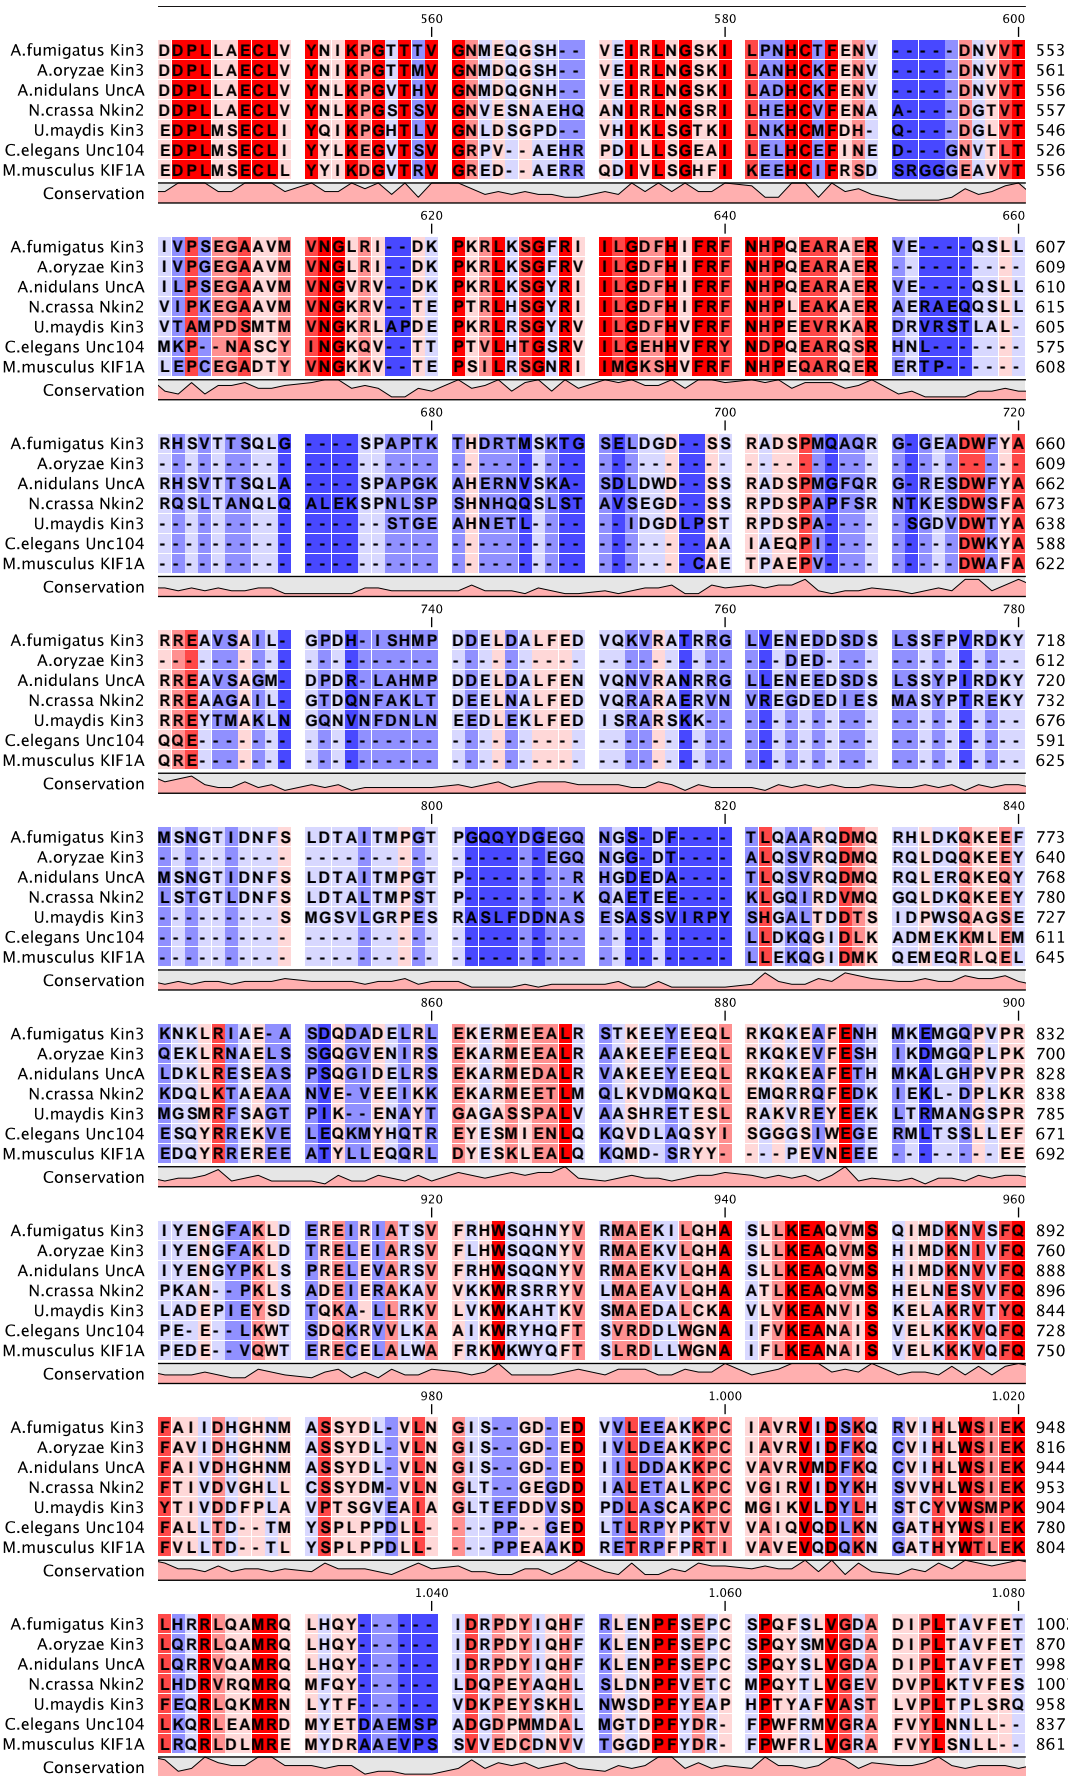 560 580 600
A.fumigatus Kin3 DDPLLAECLV YNIKPGTTTV GNMEQGSH-- VEIRLNGSKI LPNHCTFENV -----DNVVT 553
A.oryzae Kin3 DDPLLAECLV YNIKPGTTMV GNMDQGSH-- VEIRLNGSKI LANHCKFENV -----DNVVT 561
A.nidulans UncA DDPLLAECLV YNLKPGVTHV GNMDQGNH-- VEIRLNGSKI LADHCKFENV -----DNVVT 556
N.crassa Nkin2 DDPLLAECLV YNLKPGSTSV GNVESNAEHQ ANIRLNGSRI LHEHCVFENA A----DGTVT 557
U.maydis Kin3 EDPLMSECLI YQIKPGHTLV GNLDSGPD-- VHIKLSGTKI LNKHCMFDH- Q----DGLVT 546
C.elegans Unc104 EDPLMSECLI YYLKEGVTSV GRPV--AEHR PDILLSGEAI LELHCEFINE D---GNVTLT 526
M.musculus KIF1A EDPLMSECLL YYIKDGVTRV GRED--AERR QDIVLSGHFI KEEHCIFRSD SRGGGEAVVT 556
Conservation
620 640 660
A.fumigatus Kin3 IVPSEGAAVM VNGLRI--DK PKRLKSGFRI ILGDFHIFRF NHPQEARAER VE----QSLL 607
A.oryzae Kin3 IVPGEGAAVM VNGLRI--DK PKRLKSGFRV ILGDFHIFRF NHPQEARAER ---------- 609
A.nidulans UncA ILPSEGAAVM VNGVRV--DK PKRLKSGYRI ILGDFHIFRF NHPQEARAER VE----QSLL 610
N.crassa Nkin2 VIPKEGAAVM VNGRRV--TE PTRLHSGYRI ILGDFHIFRF NHPLEAKAER AERAEQQSLL 615
U.maydis Kin3 VTAMPDSMTM VNGKRLAPDE PKRLRSGYRV ILGDFHVFRF NHPEEVRKAR DRVRSTLAL- 605
C.elegans Unc104 MKP--NASCY INGKQV--TT PTVLHTGSRV ILGEHHVFRY NDPQEARQSR HNL------- 575
M.musculus KIF1A LEPCEGADTY VNGKKV--TE PSILRSGNRI IMGKSHVFRF NHPEQARQER ERTP------ 608
Conservation
680 700 720
A.fumigatus Kin3 RHSVTTSQLG ----SPAPTK THDRTMSKTG SELDGD--SS RADSPMQAQR G-GEADWFYA 660
A.oryzae Kin3 ---------- ---------- ---------- ---------- ---------- ---------- 609
A.nidulans UncA RHSVTTSQLA ----SPAPGK AHERNVSKA- SDLDWD--SS RADSPMGFQR G-RESDWFYA 662
N.crassa Nkin2 RQSLTANQLQ ALEKSPNLSP SHNHQQSLST AVSEGD--SS RPDSPAPFSR NTKESDWFYA 673
U.maydis Kin3 ---------- ------STGE AHNETL---- --IDGDLPST RPDSPA---- -SGDVDWTYA 638
C.elegans Unc104 ---------- ---------- ---------- --------AA IAEQPI---- -----DWKYA 588
M.musculus KIF1A ---------- ---------- ---------- -------CAE TPAEPV---- -----DWAFA 622
Conservation
740 760 780
A.fumigatus Kin3 RREAVSAIL- GPDH-ISHMP DDELDALFED VQKVRATRRG LVENEDDSDS LSSFPVRDKY 718
A.oryzae Kin3 ---------- ---------- ---------- ---------- ---DED---- ---------- 612
A.nidulans UncA RREAVSAGM- DPDR-LAHMP DDELDALFEN VQNVRANRRG LLENEEDSDS LSSYPIRDKY 720
N.crassa Nkin2 RREAAGAIL- GTDQNFAKLT DEELNALFED VQRARAERVN VREGDEDIES MASYPTREKY 732
U.maydis Kin3 RREYTMAKLN GQNVNFDNLN EEDLEKLFED ISRARSKK-- ---------- ---------- 676
C.elegans Unc104 QQE------- ---------- ---------- ---------- ---------- ---------- 591
M.musculus KIF1A QRE------- ---------- ---------- ---------- ---------- ---------- 625
Conservation
800 820 840
A.fumigatus Kin3 MSNGTIDNFS LDTAITMPGT PGQQYDGEGQ NGS-DF---- TLQAARQDMQ RHLDKQKEEF 773
A.oryzae Kin3 ---------- ---------- -------EGQ NGG-DT---- ALQSVRQDMQ RQLDQQKEEY 640
A.nidulans UncA MSNGTIDNFS LDTAITMPGT P--------R HGDEDA---- TLQSVRQDMQ RQLERQKEQY 768
N.crassa Nkin2 LSTGTLDNFS LDTALTMPST P--------K QAETEE---- KLGQIRDVMQ GQLDKQKEEY 780
U.maydis Kin3 ---------S MGSVLGRPES RASLFDDNAS ESASSVIRPY SHGALTDDTS IDPWSQAGSE 727
C.elegans Unc104 ---------- ---------- ---------- ---------- LLDKQGIDLK ADMEKKMLEM 611
M.musculus KIF1A ---------- ---------- ---------- ---------- LLEKQGIDMK QEMEQRLQEL 645
Conservation
860 880 900
A.fumigatus Kin3 KNKLRIAE-A SDQDADELRL EKERMEEALR STKEEYEEQL RKQKEAFENH MKEMGQPVPR 832
A.oryzae Kin3 QEKLRNAELS SGQGVENIRS EKARMEEALR AAKEEFEEQL RKQKEVFESH IKDMGQPLPK 700
A.nidulans UncA LDKLRESEAS PSQGIDELRS EKARMEDALR VAKEEYEEQL RKQKEAFETH MKALGHPVPR 828
N.crassa Nkin2 KDQLKTAEAA NVE-VEEIKK EKARMEETLM QLKVDMQKQL EMQRRQFEDK IEKL-DPLKR 838
U.maydis Kin3 MGSMRFSAGT PIK--ENAYT GAGASSPALV AASHRETESL RAKVREYEEK LTRMANGSPR 785
C.elegans Unc104 ESQYRREKVE LEQKMYHQTR EYESMIENLQ KQVDLAQSYI SGGGSIWEGE RMLTSSLLEF 671
M.musculus KIF1A EDQYRREREE ATYLLEQQRL DYESKLEALQ KQMD-SRYY- ---PEVNEEE --------EE 692
Conservation
920 940 960
A.fumigatus Kin3 IYENGFAKLD EREIRIATSV FRHWSQHNYV RMAEKILQHA SLLKEAQVMS QIMDKNVSFQ 892
A.oryzae Kin3 IYENGFAKLD TRELEIARSV FLHWSQQNYV RMAEKVLQHA SLLKEAQVMS HIMDKNIVFQ 760
A.nidulans UncA IYENGYPKLS PRELEVARSV FRHWSQQNYV RMAEKVLQHA SLLKEAQVMS HIMDKNVVFQ 888
N.crassa Nkin2 PKAN--PKLS ADEIERAKAV VRKWRSRRYV LMAEAVLQHA ATLKEAQVMS HELNESVVFQ 896
U.maydis Kin3 LADEPIEYSD TQKA-LLRKV LVKWKAHTKV SMAEDALCKA VLVKEANVIS KELAKRVTYQ 844
C.elegans Unc104 PE-E--LKWT SDQKRVVLKA AIKWRYHQFT SVRDDLWGNA IFVKEANAIS VELKKKVQFQ 728
M.musculus KIF1A PEDE--VQWT ERECELALWA FRKWKWYQFT SLRDLLWGNA IFLKEANAIS VELKKKVQFQ 750
Conservation
980 1.000 1.020
A.fumigatus Kin3 FAIIDHGHNM ASSYDL-VLN GIS--GD-ED VVLEEAKKPC IAVRVIDSKQ RVIHLWSIEK 948
A.oryzae Kin3 FAVIDHGHNM ASSYDL-VLN GIS--GD-ED IVLDEAKKPC IAVRVIDFKQ CVIHLWSIEK 816
A.nidulans UncA FTIVDHGHNM ASSYDL-VLN GIS--GD-ED IILDDAKKPC VAVRVMDFKQ CVIHLWSIEK 944
N.crassa Nkin2 FTIVDVGHLL CSSYDM-VLN GLT--GEGDD IALETALKPC VGIRVIDYKH SVVHLWSIEK 953
U.maydis Kin3 YTIVDDFPLA VPTSGVEAIA GLTEFDDVSD PDLASCAKPC MGIKVLDYLH STCYVWSMPK 904
C.elegans Unc104 FALLTD--TM YSPLPPDLL- ---PP--GED LTLRPYPKTV VAIQVQDLKN GATHYWSIEK 780
M.musculus KIF1A FVLLTD--TL YSPLPPDLL- ---PPEAAKD RETRPFPRTI VAVEVQDQKN GATHYWTLEK 804
Conservation
1.040 1.060 1.080
A.fumigatus Kin3 LHRRLQAMRQ LHQY------ IDRPDYIQHF RLENPFSEPC SPQFSLVGDA DIPLTAVFET 100
A.oryzae Kin3 LQRRLQAMRQ LHQY------ IDRPDYIQHF KLENPFSEPC SPQYSMVGDA DIPLTAVFET 870
A.nidulans UncA LQRRVQAMRQ LHQY------ IDRPDYIQHF KLENPFSEPC SPQYSLVGDA DIPLTAVFET 998
N.crassa Nkin2 LHDRVRQMRQ MFQY------ LDQPEYAQHL SLDNPFVETC MPQYTLVGEV DVPLKTVFES 100
U.maydis Kin3 FEQRLQKMRN LYTF------ VDKPEYSKHL NWSDPFYEAP HPTYAFVAST LVPLTPLSRQ 958
C.elegans Unc104 LKQRLEAMRD MYETDAEMSP ADGDPMMDAL MGTDPFYDR- FPWFRMVGRA FVYLNNLL-- 837
M.musculus KIF1A LRQRLDLMRE MYDRAAEVPS SVVEDCDNVV TGGDPFYDR- FPWFRLVGRA FVYLSNLL-- 861
Conservation